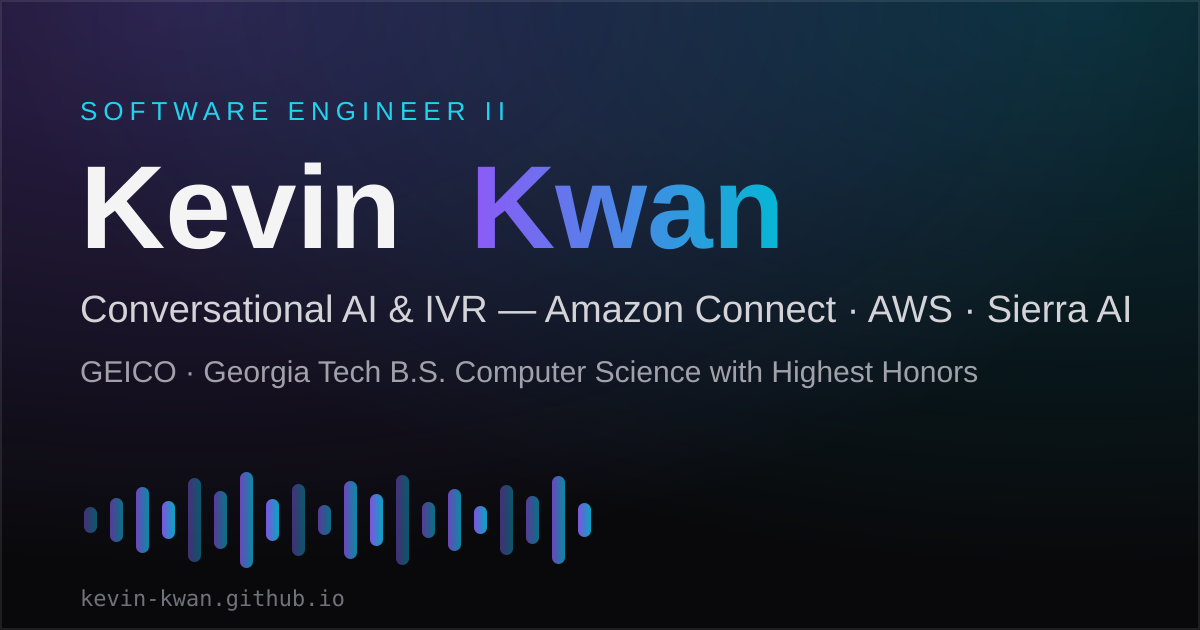 SOFTWARE ENGINEER II
Kevin Kwan
Conversational AI & IVR — Amazon Connect · AWS · Sierra AI
GEICO · Georgia Tech B.S. Computer Science with Highest Honors
kevin-kwan.github.io